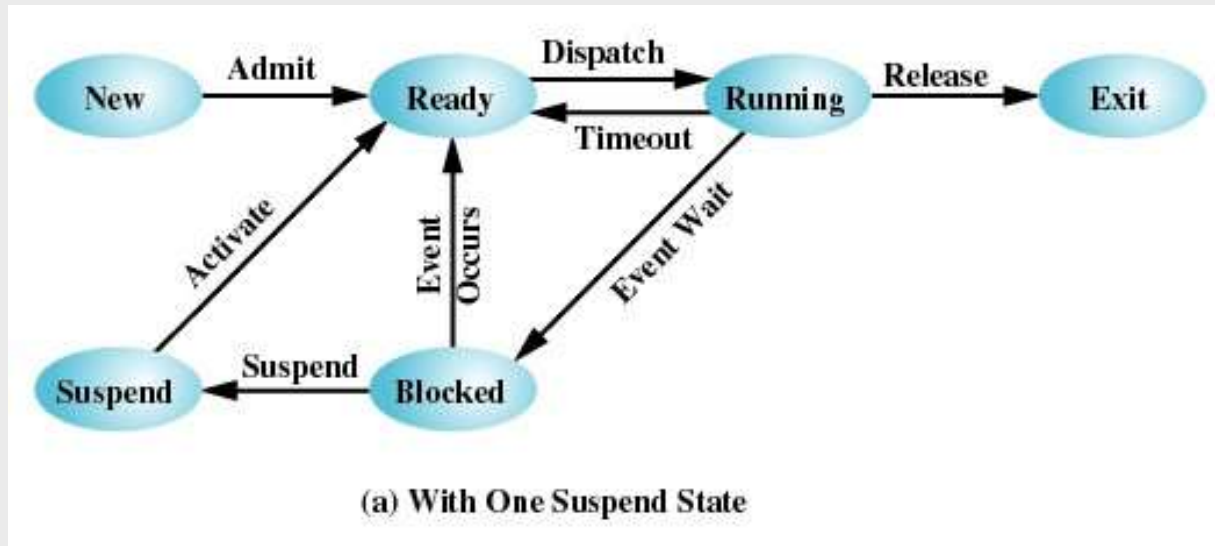 Dispatch
Admit
Release
New
Ready
Running
Exit
Timeout
Activate
Event
Occurs
Event Wait
Suspend
Suspend
Blocked
(a) With One Suspend State